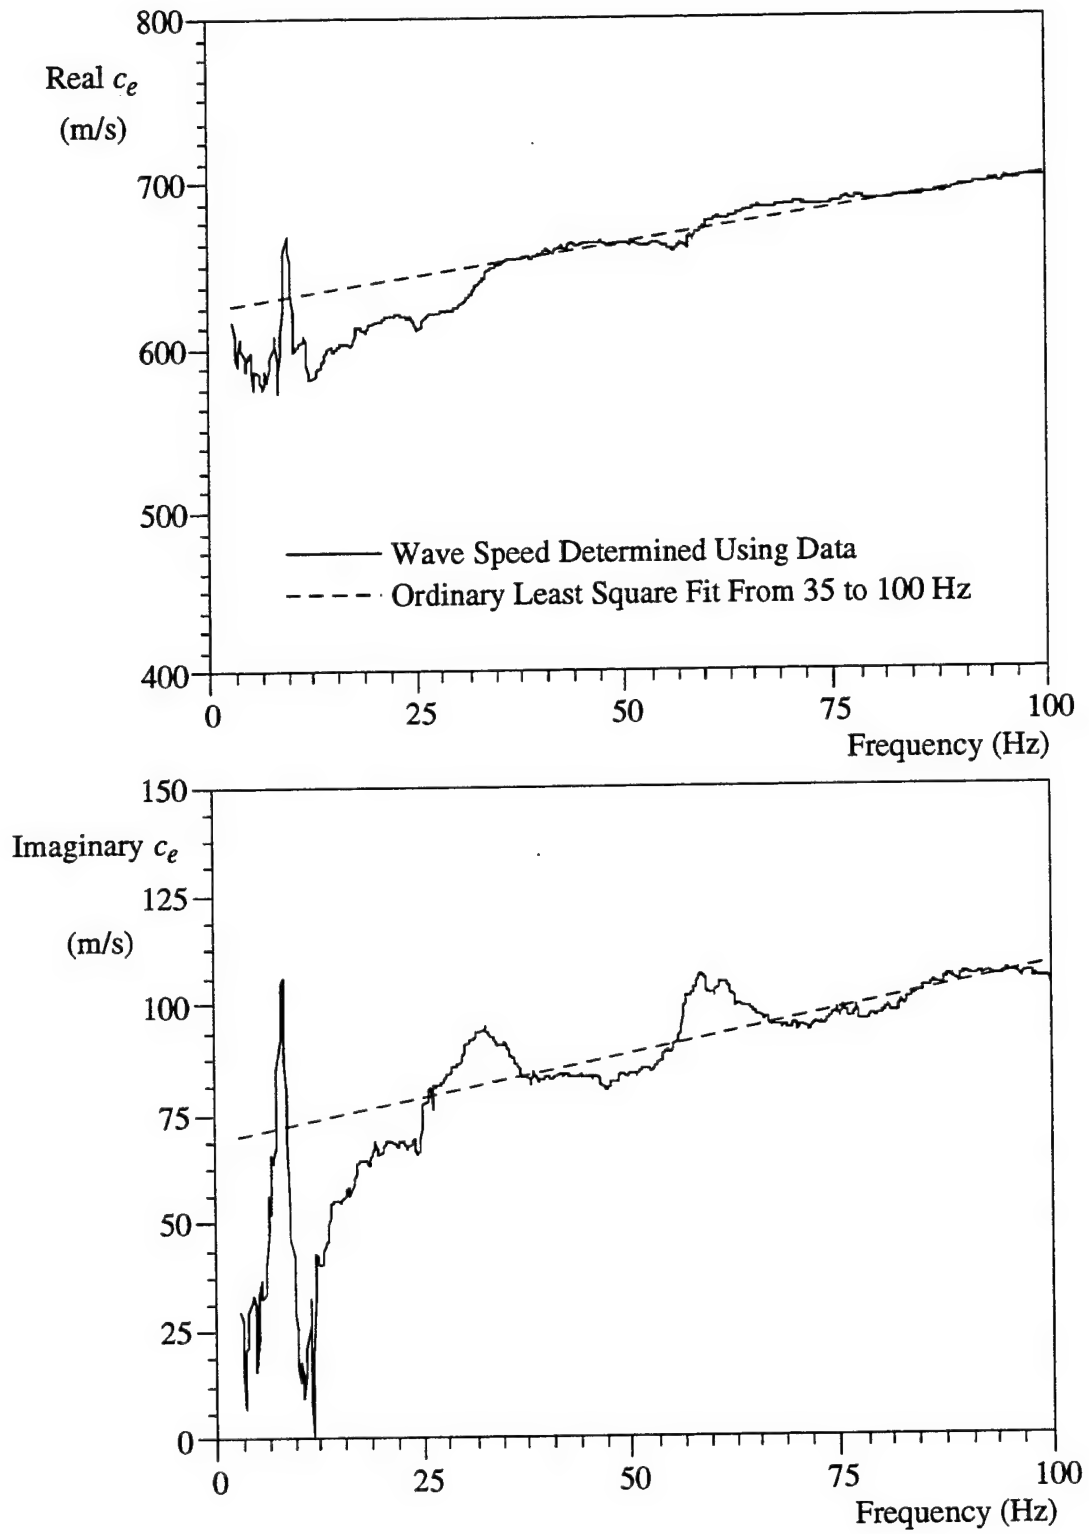 800
Real c_e
(m/s)
700
600
500
Wave Speed Determined Using Data
Ordinary Least Square Fit From 35 to 100 Hz
400
0 25 50 75 100
Frequency (Hz)
150
Imaginary c_e
125
(m/s)
100
75
50
25
0
0 25 50 75 100
Frequency (Hz)